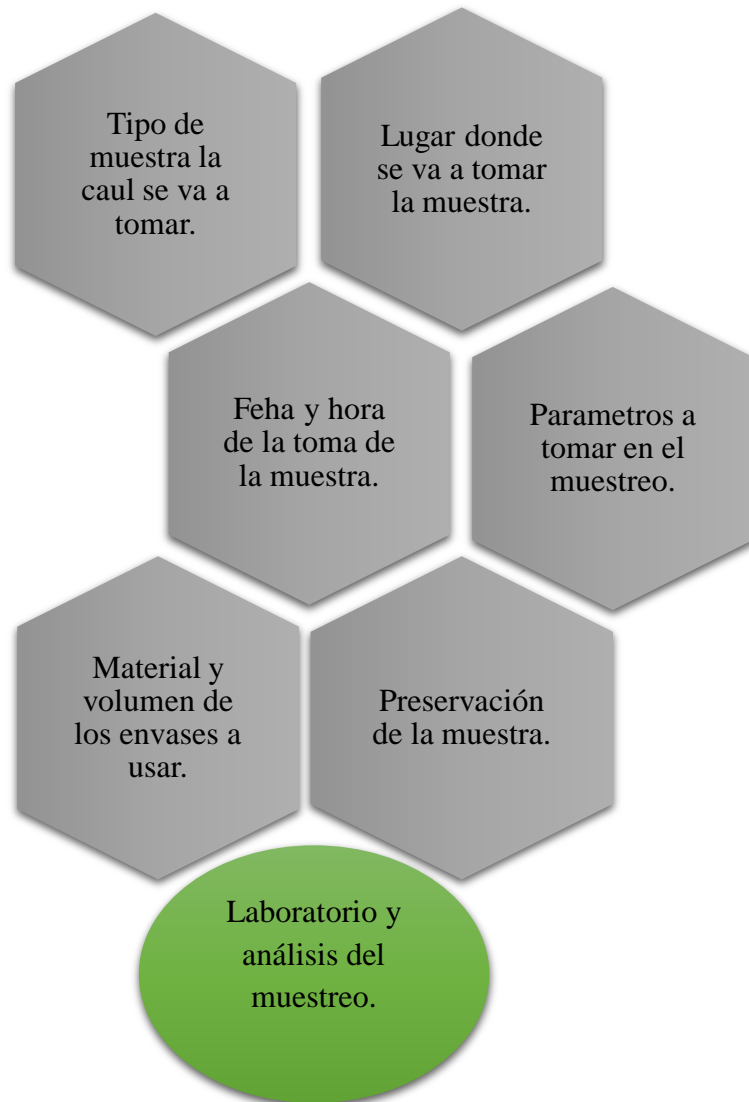 Tipo de
muestra la
caul se va a
tomar.
Lugar donde
se va a tomar
la muestra.
Feha y hora
de la toma de
la muestra.
Parametros a
tomar en el
muestreo.
Material y
volumen de
los envases a
usar.
Preservación
de la muestra.
Laboratorio y
análisis del
muestreo.